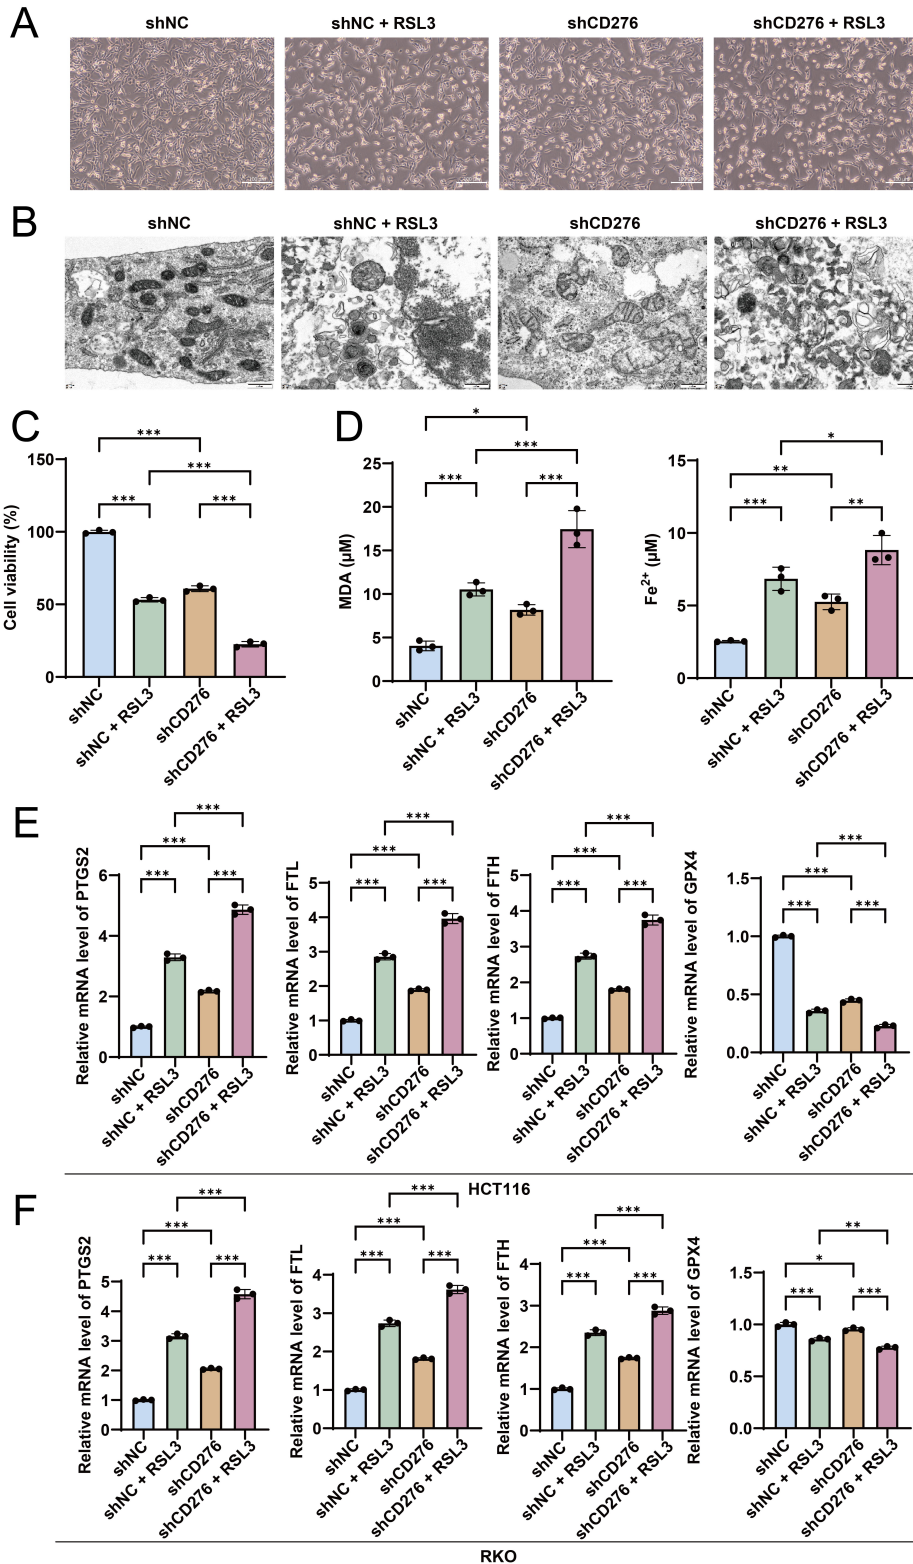 A
shNC
shNC + RSL3
shCD276
shCD276 + RSL3
B
shNC
shNC + RSL3
shCD276
shCD276 + RSL3
C
Cell viability (%)
150
100
50
0
***
***
***
***
shNC
shNC + RSL3
shCD276
shCD276 + RSL3
D
MDA (µM)
25
20
15
10
5
0
*
***
***
***
shNC
shNC + RSL3
shCD276
shCD276 + RSL3
Fe2+ (µM)
15
10
5
0
*
**
***
**
shNC
shNC + RSL3
shCD276
shCD276 + RSL3
E
Relative mRNA level of PTGS2
6
4
2
0
***
***
***
***
shNC
shNC + RSL3
shCD276
shCD276 + RSL3
Relative mRNA level of FTL
5
4
3
2
1
0
***
***
***
***
shNC
shNC + RSL3
shCD276
shCD276 + RSL3
Relative mRNA level of FTH
5
4
3
2
1
0
***
***
***
***
shNC
shNC + RSL3
shCD276
shCD276 + RSL3
Relative mRNA level of GPX4
1.5
1.0
0.5
0.0
***
***
***
***
shNC
shNC + RSL3
shCD276
shCD276 + RSL3
HCT116
F
Relative mRNA level of PTGS2
5
4
3
2
1
0
***
***
***
***
shNC
shNC + RSL3
shCD276
shCD276 + RSL3
Relative mRNA level of FTL
4
3
2
1
0
***
***
***
***
shNC
shNC + RSL3
shCD276
shCD276 + RSL3
Relative mRNA level of FTH
4
3
2
1
0
***
***
***
***
shNC
shNC + RSL3
shCD276
shCD276 + RSL3
Relative mRNA level of GPX4
1.5
1.0
0.5
0.0
**
*
***
***
shNC
shNC + RSL3
shCD276
shCD276 + RSL3
RKO